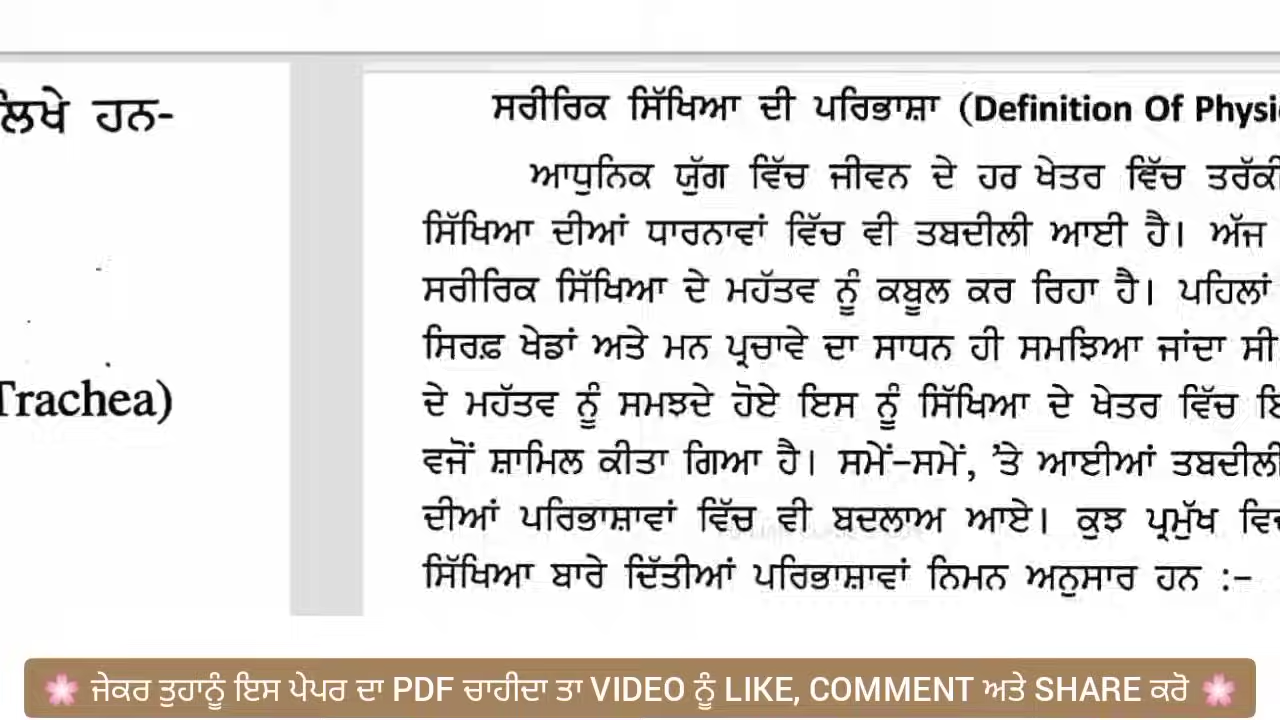 ਲਿਖੇ ਹਨ-
Trachea)
ਸਰੀਰਿਕ ਸਿੱਖਿਆ ਦੀ ਪਰਿਭਾਸ਼ਾ (Definition Of
ਆਧੁਨਿਕ ਯੁੱਗ ਵਿੱਚ ਜੀਵਨ ਦੇ ਹਰ ਖੇਤਰ ਵਿੱਚ
ਸਿੱਖਿਆ ਦੀਆਂ ਧਾਰਨਾਵਾਂ ਵਿੱਚ ਵੀ ਤਬਦੀਲੀ ਆਈ ਹੈ। ਅੱਜ
ਸਰੀਰਿਕ ਸਿੱਖਿਆ ਦੇ ਮਹੱਤਵ ਨੂੰ ਕਬੂਲ ਕਰ ਰਿਹਾ ਹੈ। ਪਹਿਲਾਂ
ਸਿਰਫ਼ ਖੇਡਾਂ ਅਤੇ ਮਨ ਪ੍ਰਚਾਵੇ ਦਾ ਸਾਧਨ ਹੀ ਸਮਝਿਆ ਜਾਂਦਾ ਸੀ
ਦੇ ਮਹੱਤਵ ਨੂੰ ਸਮਝਦੇ ਹੋਏ ਇਸ ਨੂੰ ਸਿੱਖਿਆ ਦੇ ਖੇਤਰ ਵਿੱਚ
ਵਜੋਂ ਸ਼ਾਮਿਲ ਕੀਤਾ ਗਿਆ ਹੈ। ਸਮੇਂ-ਸਮੇਂ, 'ਤੇ ਆਈਆਂ ਤਬਦੀਲੀ
ਦੀਆਂ ਪਰਿਭਾਸ਼ਾਵਾਂ ਵਿੱਚ ਵੀ ਬਦਲਾਅ ਆਏ। ਕੁਝ ਪ੍ਰਮੁੱਖ
ਸਿੱਖਿਆ ਬਾਰੇ ਦਿੱਤੀਆਂ ਪਰਿਭਾਸ਼ਾਵਾਂ ਨਿਮਨ ਅਨੁਸਾਰ ਹਨ :–
ਜੇਕਰ ਤੁਹਾਨੂੰ ਇਸ ਪੇਪਰ ਦਾ PDF ਚਾਹੀਦਾ ਤਾ VIDEO ਨੂੰ LIKE, COMMENT ਅਤੇ SHARE ਕਰੋ